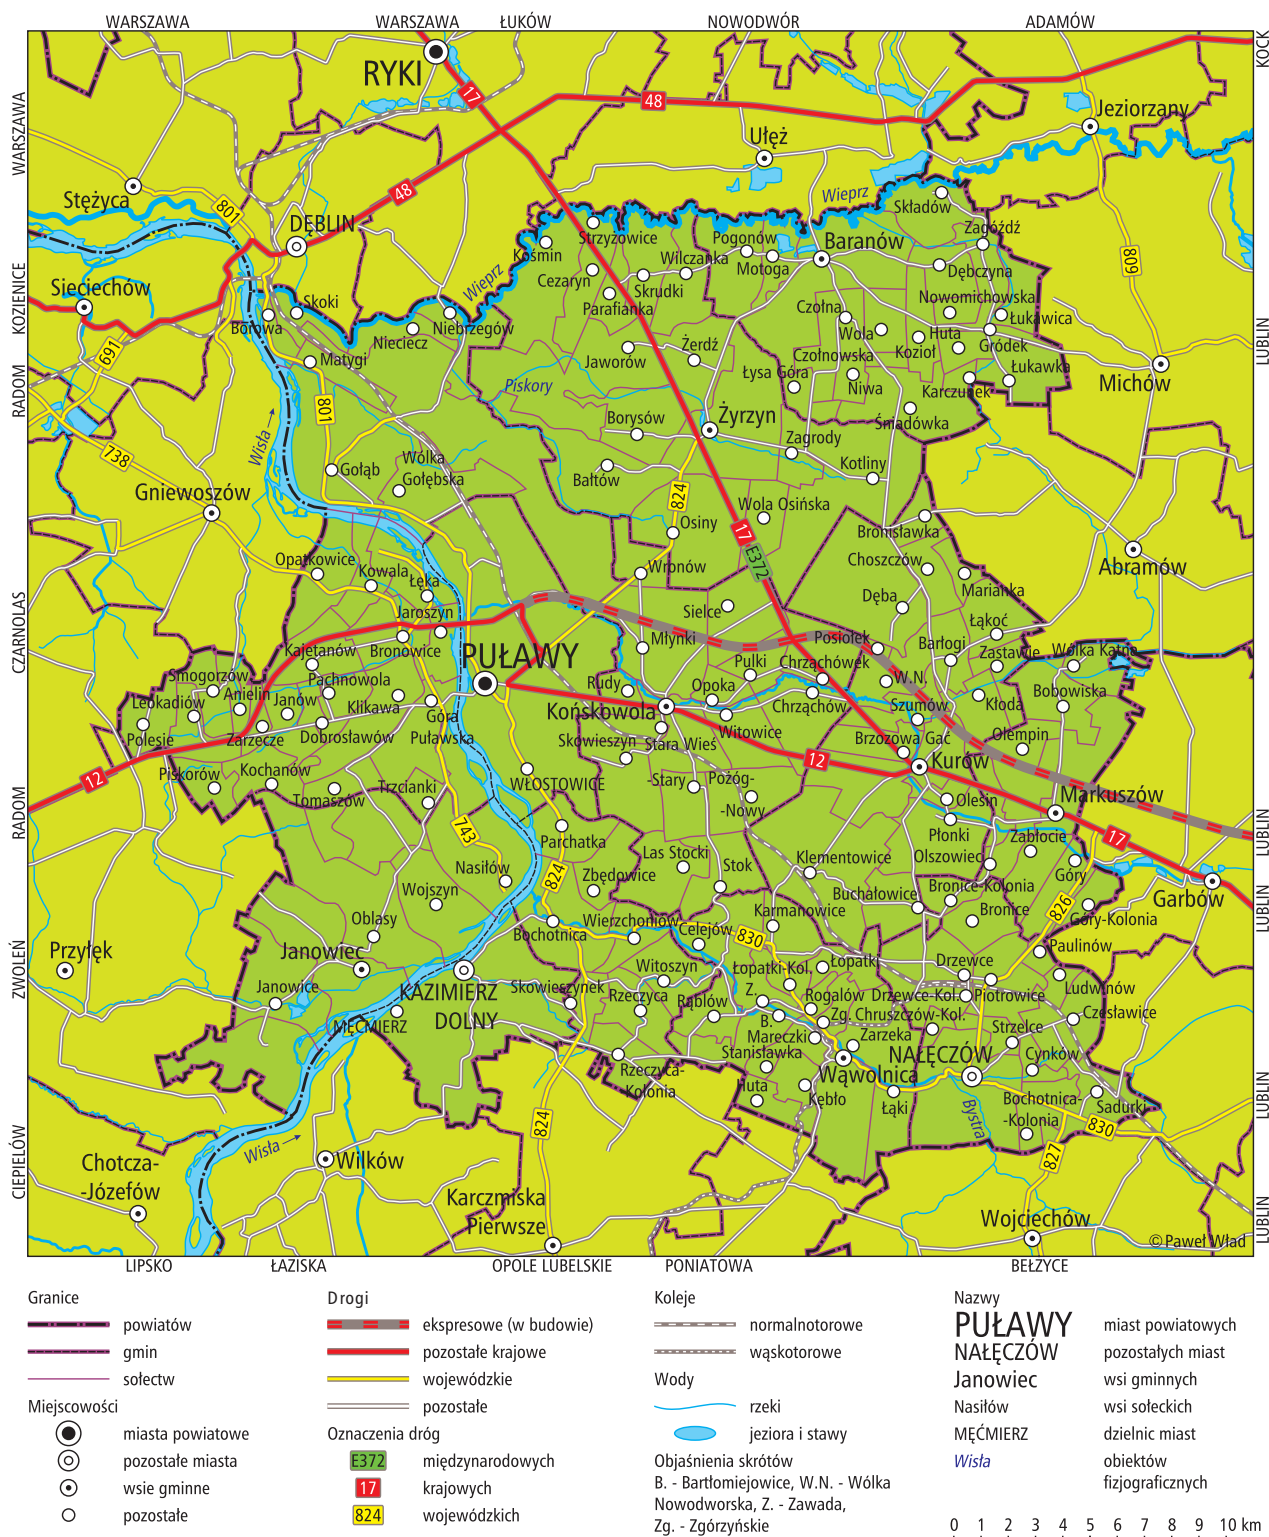 WARSZAWA
WARSZAWA
ŁUKÓW
NOWODWÓR
ADAMÓW
KOCK
WARSZAWA
KOZIENICE
RADOM
CZARNOLAS
RADOM
ZWOLEŃ
CIEPIELÓW
LUBLIN
LUBLIN
LUBLIN
LUBLIN
LUBLIN
RYKI
17
48
Jeziorzany
Ułęż
Stężyca
801
48
DĘBLIN
Wieprz
Składów
Zagóźdź
Strzyżowice
Kośmin
Pogonów
Baranów
Wilczanka
Motoga
809
Sieciechów
Cezaryn
Skrudki
Dębczyna
Parafianka
Wieprz
Skoki
Borowa
Nieciecz
Niebrzegów
Nowomichowska
Łukawica
Czołna
Wola
Huta
Gródek
Kozioł
691
Matygi
Jaworów
Żerdź
Czołnowska
Łysa Góra
Niwa
Łukawka
Karczunek
Michów
Piskory
801
Wisła
Borysów
Żyrzyn
Śniadówka
Zagrody
738
Gołąb
Wólka
Gołębska
Bałtów
Kotliny
Gniewoszów
824
Wola Osińska
Osiny
17
E372
Bronisławka
Abramów
Opatkowice
Kowala
Łęka
Wronów
Choszczów
Marianka
Jaroszyn
Sielce
Dęba
Łąkoć
Kajetanów
Bronowice
PUŁAWY
Młynki
Posiołek
Barłogi
Zastawie
Wólka Kątna
Smogorzów
Pachnowola
Pulki
Chrząchówek
W.N.
Bobowiska
Leokadiów
Anielin
Janów
Klikawa
Rudy
Opoka
Chrząchów
Szumów
Kłoda
Polesie
Zarzecze
Dobrosławów
Góra
Puławska
Końskowola
Witowice
Skowieszyn
Stara Wieś
Brzozowa Gać
Olempin
12
Piskorów
Kochanów
Tomaszów
Trzcianki
WŁOSTOWICE
-Stary
Pożóg-
-Nowy
12
Kurów
Olesin
Markuszów
17
743
Parchatka
Płonki
Zabłocie
Nasiłów
824
Las Stocki
Stok
Klementowice
Olszowiec
Góry
Garbów
Zbędowice
Wojszyn
Buchałowice
Bronice-Kolonia
Bronice
826
Góry-Kolonia
Oblasy
Bochotnica
Wierzchoniów
Celejów
Karmanowice
830
Paulinów
Przyłęk
Janowiec
Witoszyn
Łopatki-Kol.
Łopatki
Drzewce
Ludwinów
Janowice
KAZIMIERZ
DOLNY
Skowieszynek
Rzeczyca
Rąblów
Z.
Rogalów
Drzewce-Kol.
Piotrowice
MĘĆMIERZ
B.
Zg.
Chruszczów-Kol.
Czesławice
Mareczki
Zarzeka
Strzelce
Stanisławka
NAŁĘCZÓW
Cynków
Rzeczyca-
-Kolonia
Wąwolnica
Huta
Kębło
Łąki
Bystra
Bochotnica-
-Kolonia
Sadurki
824
830
Wisła
827
Chotcza-
-Józefów
Wilków
Karczmiska
Pierwsze
Wojciechów
© Paweł Wład
LIPSKO
ŁAZISKA
OPOLE LUBELSKIE
PONIATOWA
BEŁŻYCE
Granice
powiatów
gmin
sołectw
Miejscowości
miasta powiatowe
pozostałe miasta
wsie gminne
pozostałe
Drogi
ekspresowe (w budowie)
pozostałe krajowe
wojewódzkie
pozostałe
Oznaczenia dróg
E372 międzynarodowych
17 krajowych
824 wojewódzkich
Koleje
normalnotorowe
wąskotorowe
Wody
rzeki
jeziora i stawy
Objaśnienia skrótów
B. - Bartłomiejowice, W.N. - Wólka
Nowodworska, Z. - Zawada,
Zg. - Zgórzyńskie
Nazwy
PUŁAWY miast powiatowych
NAŁĘCZÓW pozostałych miast
Janowiec wsi gminnych
Nasiłów wsi sołeckich
MĘĆMIERZ dzielnic miast
Wisła obiektów
fizjograficznych
0 1 2 3 4 5 6 7 8 9 10 km